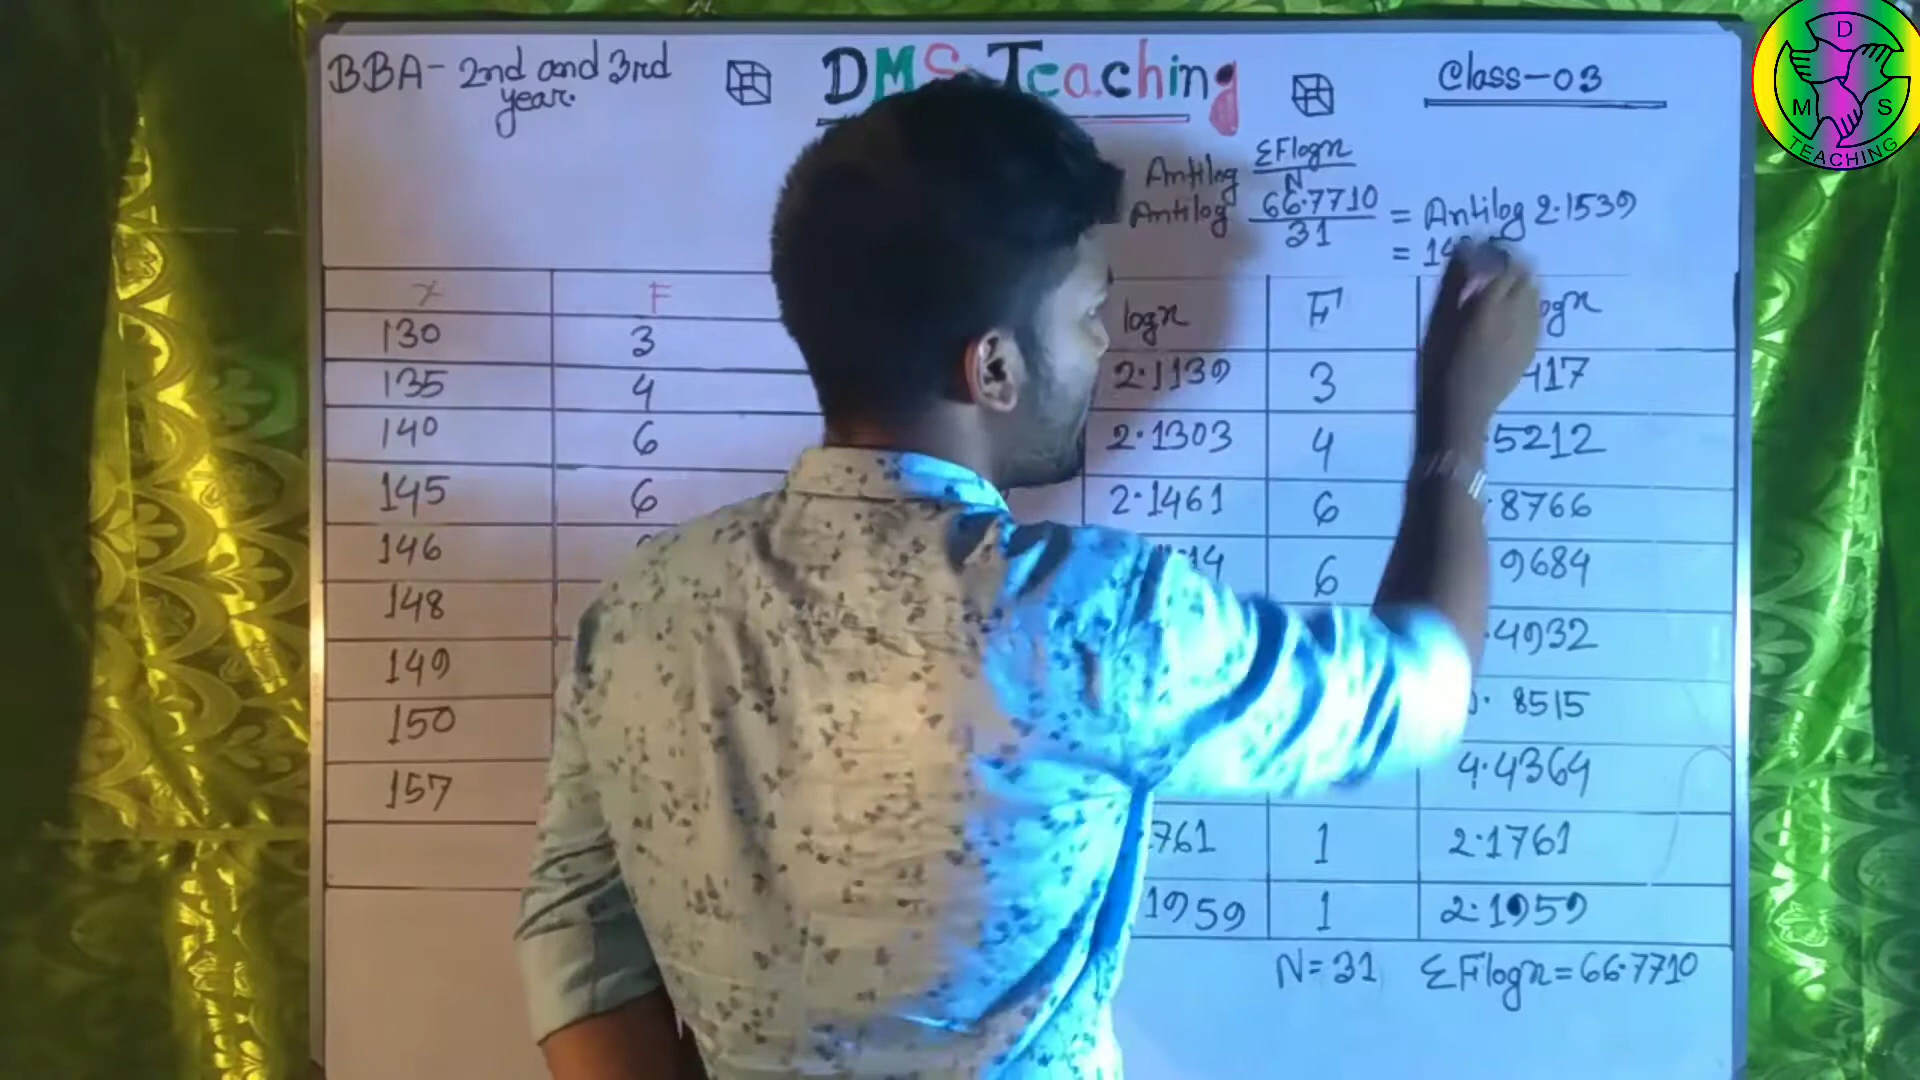 BBA- 2nd and 3rd
year.
DMS Teaching
Class-03
D
M S
TEACHING
Antilog ΣFlogx/N
Antilog 66.7710/31 = Antilog 2.1539
=
x F
130 3
135 4
140 6
145 6
146
148
149
150
157
logx F
2.1139 3
2.1303 4 5212
2.1461 6 8766
6 9684
4932
8515
4.4364
1 2.1761
1 2.1959
N=31 ΣFlogx=66.7710